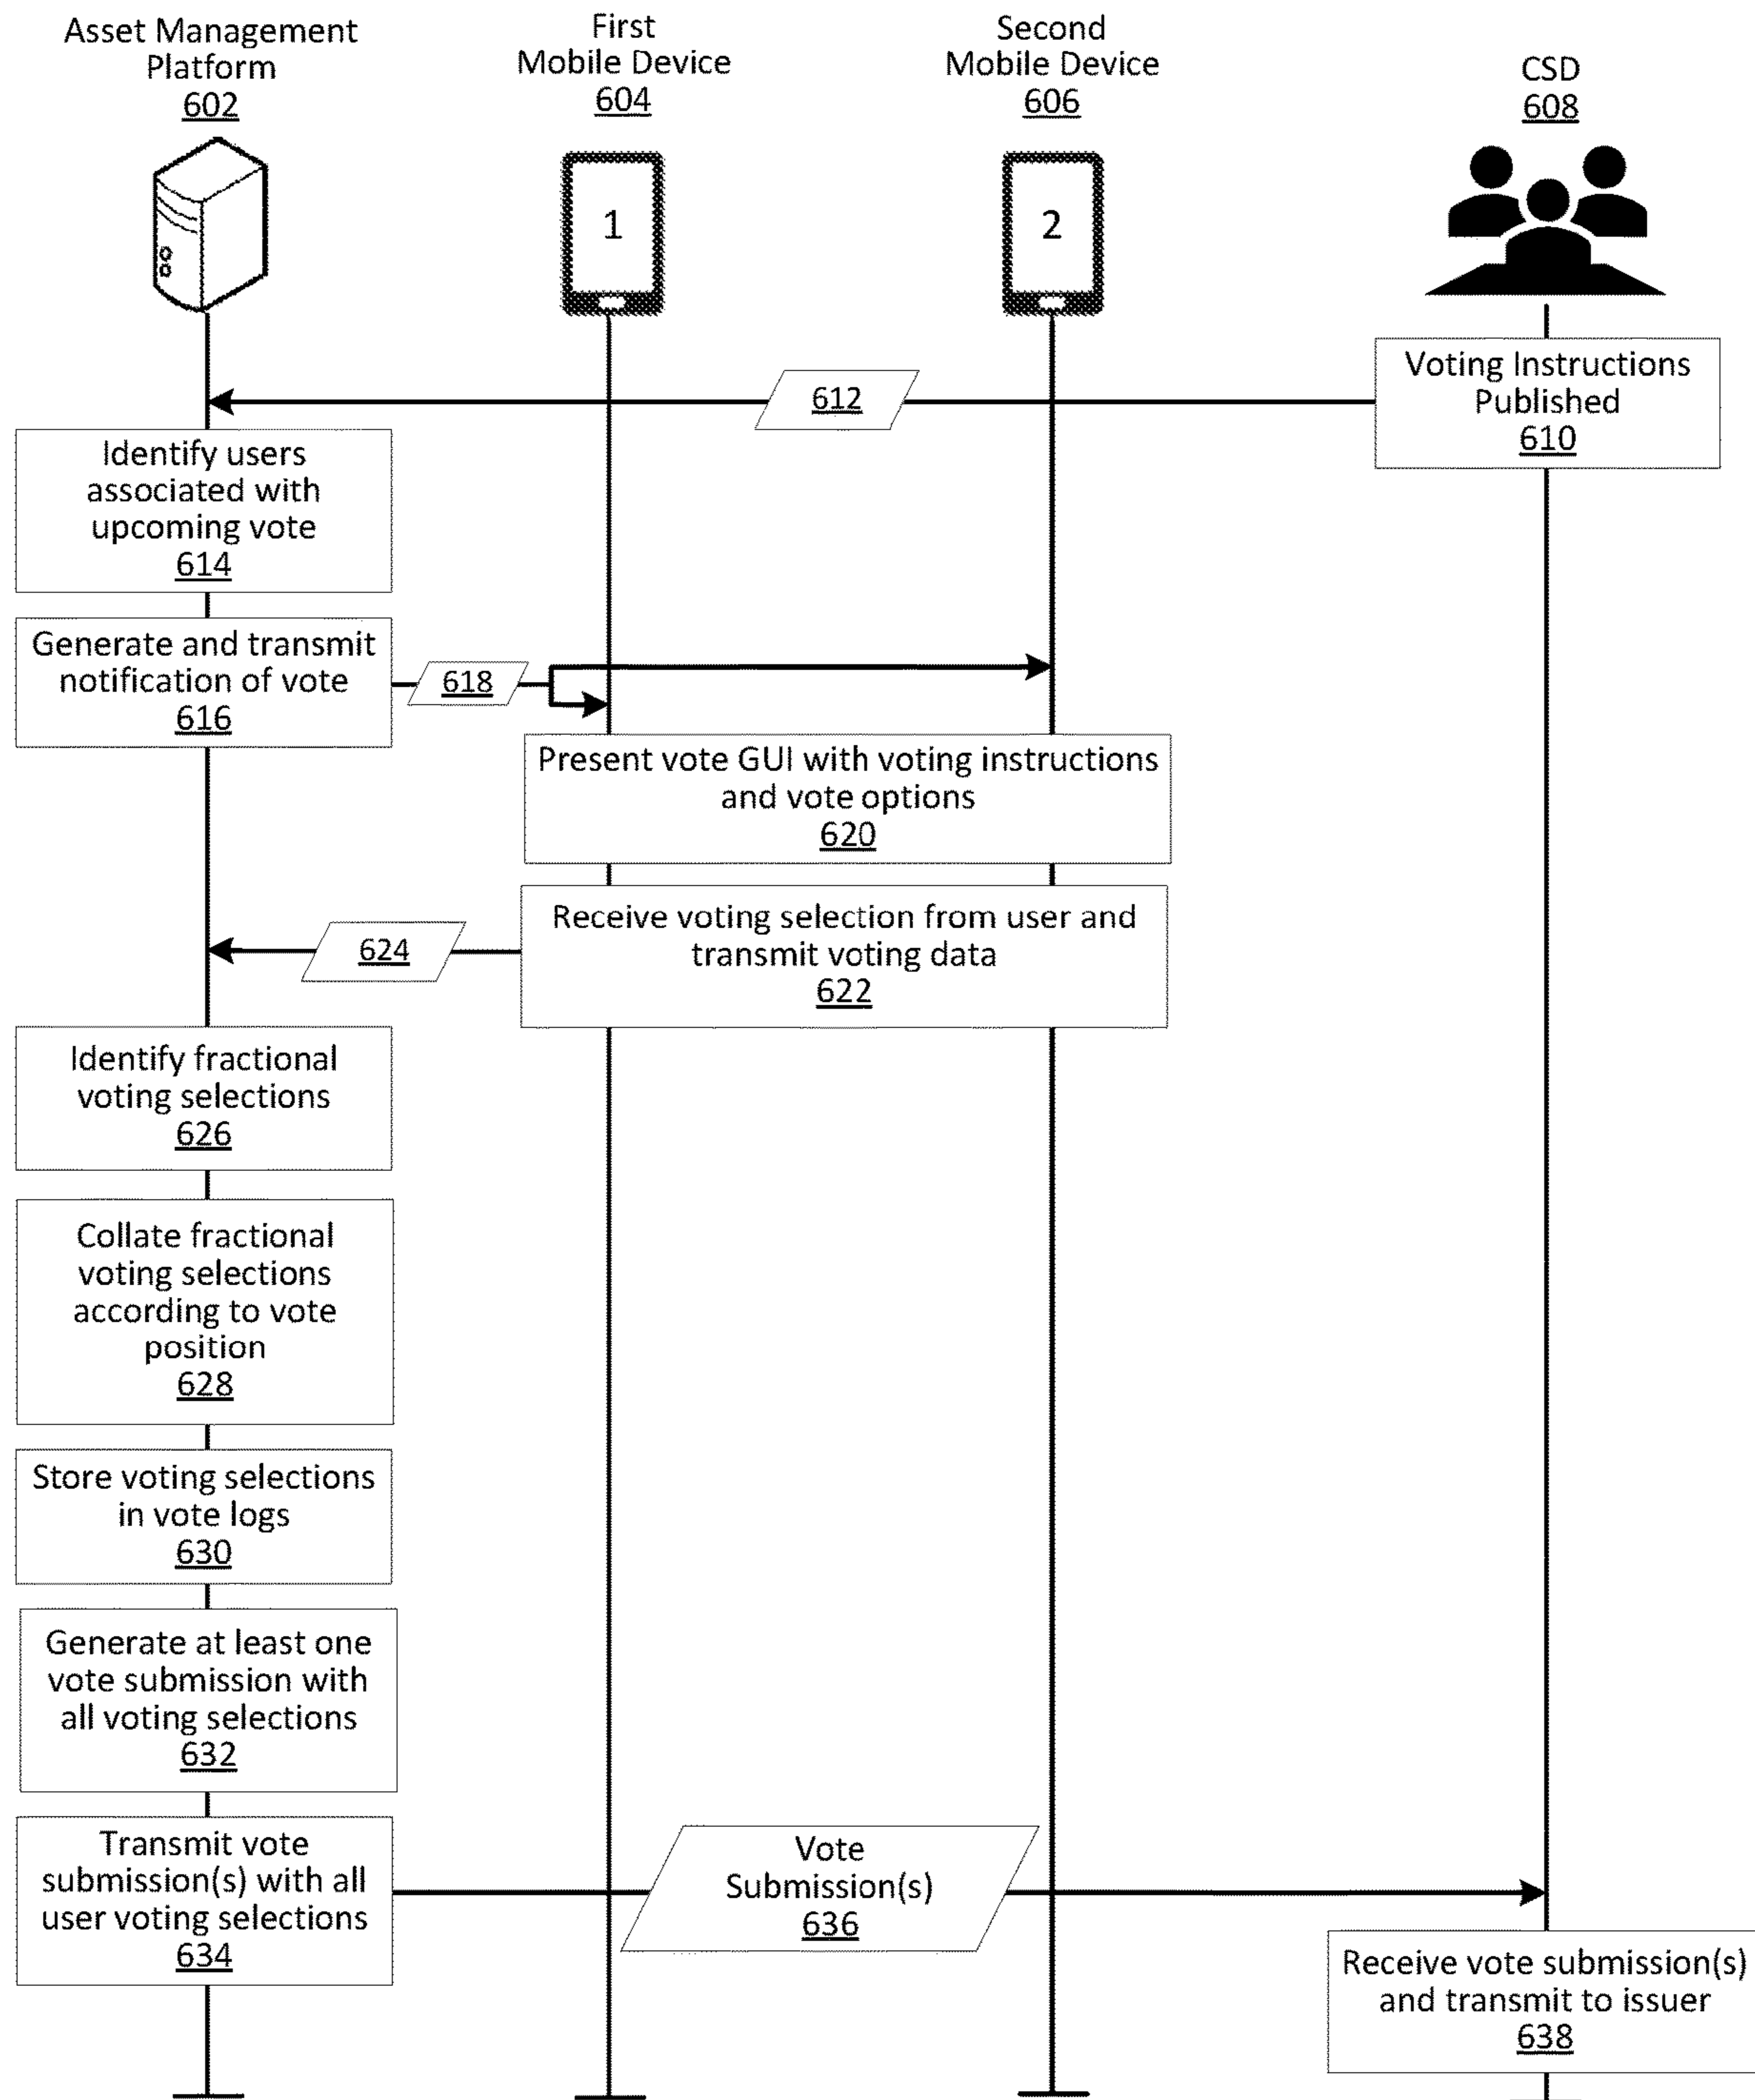 Asset Management
Platform
602
First
Mobile Device
604
Second
Mobile Device
606
CSD
608
1
2
Voting Instructions
Published
610
612
Identify users
associated with
upcoming vote
614
Generate and transmit
notification of vote
616
618
Present vote GUI with voting instructions
and vote options
620
Receive voting selection from user and
transmit voting data
622
624
Identify fractional
voting selections
626
Collate fractional
voting selections
according to vote
position
628
Store voting selections
in vote logs
630
Generate at least one
vote submission with
all voting selections
632
Transmit vote
submission(s) with all
user voting selections
634
Vote
Submission(s)
636
Receive vote submission(s)
and transmit to issuer
638